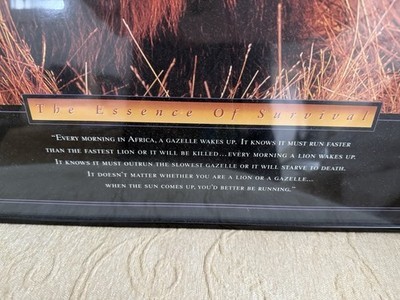 The Essence Of Survival
"Every morning in Africa, a gazelle wakes up. It knows it must run faster
than the fastest lion or it will be killed...every morning a lion wakes up.
It knows it must outrun the slowest gazelle or it will starve to death.
It doesn't matter whether you are a lion or a gazelle...
when the sun comes up, you'd better be running."